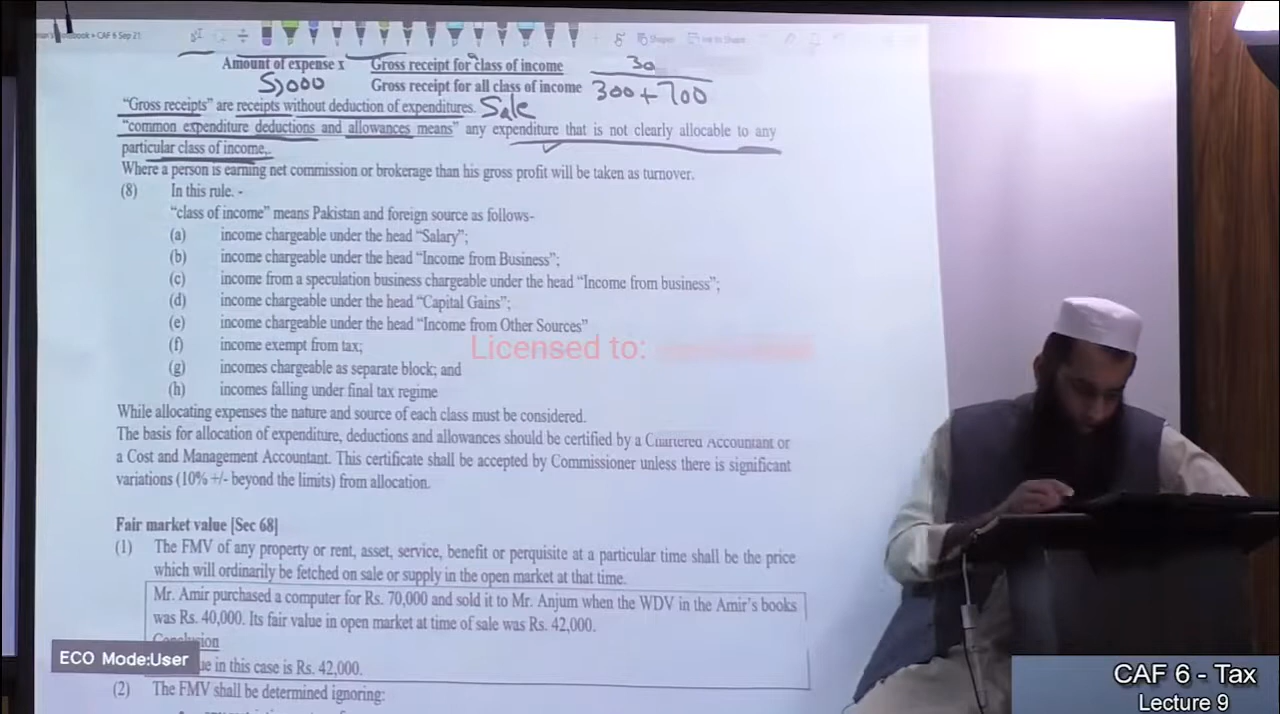 book > CAF 6 Sep 21
Amount of expense x Gross receipt for class of income 30
5,000 Gross receipt for all class of income 300 + 700
“Gross receipts” are receipts without deduction of expenditures. Sale
“common expenditure deductions and allowances means” any expenditure that is not clearly allocable to any
particular class of income,.
Where a person is earning net commission or brokerage than his gross profit will be taken as turnover.
(8) In this rule. -
“class of income” means Pakistan and foreign source as follows-
(a) income chargeable under the head “Salary”;
(b) income chargeable under the head “Income from Business”;
(c) income from a speculation business chargeable under the head “Income from business”;
(d) income chargeable under the head “Capital Gains”;
(e) income chargeable under the head “Income from Other Sources”
(f) income exempt from tax;
Licensed to:
(g) incomes chargeable as separate block; and
(h) incomes falling under final tax regime
While allocating expenses the nature and source of each class must be considered.
The basis for allocation of expenditure, deductions and allowances should be certified by a Chartered Accountant or
a Cost and Management Accountant. This certificate shall be accepted by Commissioner unless there is significant
variations (10% +/- beyond the limits) from allocation.
Fair market value [Sec 68]
(1) The FMV of any property or rent, asset, service, benefit or perquisite at a particular time shall be the price
which will ordinarily be fetched on sale or supply in the open market at that time.
Mr. Amir purchased a computer for Rs. 70,000 and sold it to Mr. Anjum when the WDV in the Amir’s books
was Rs. 40,000. Its fair value in open market at time of sale was Rs. 42,000.
Conclusion
ue in this case is Rs. 42,000.
ECO Mode:User
(2) The FMV shall be determined ignoring:
CAF 6 - Tax
Lecture 9